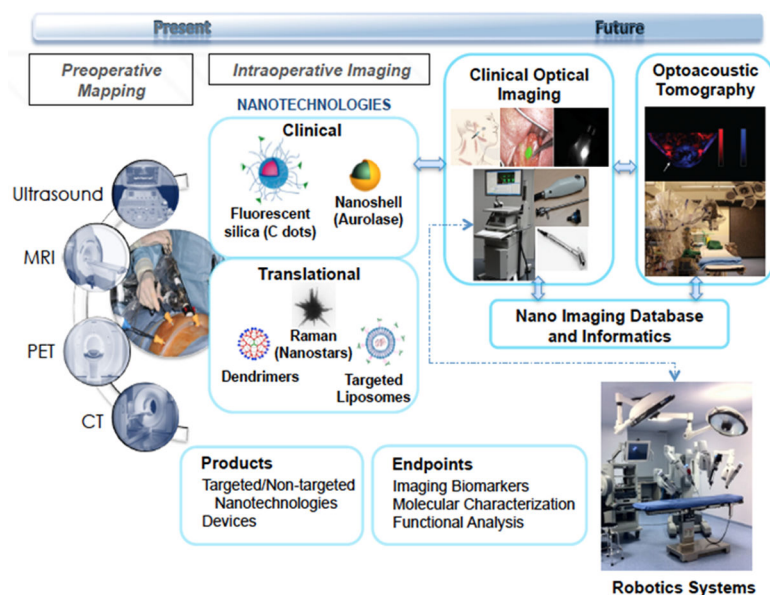 Present
Future
Preoperative
Mapping
Intraoperative Imaging
NANOTECHNOLOGIES
Clinical
Fluorescent
silica (C dots)
Nanoshell
(Aurolase)
Translational
Raman
(Nanostars)
Dendrimers
Targeted
Liposomes
Ultrasound
MRI
PET
CT
Clinical Optical
Imaging
Optoacoustic
Tomography
Nano Imaging Database
and Informatics
Products
Targeted/Non-targeted
Nanotechnologies
Devices
Endpoints
Imaging Biomarkers
Molecular Characterization
Functional Analysis
Robotics Systems